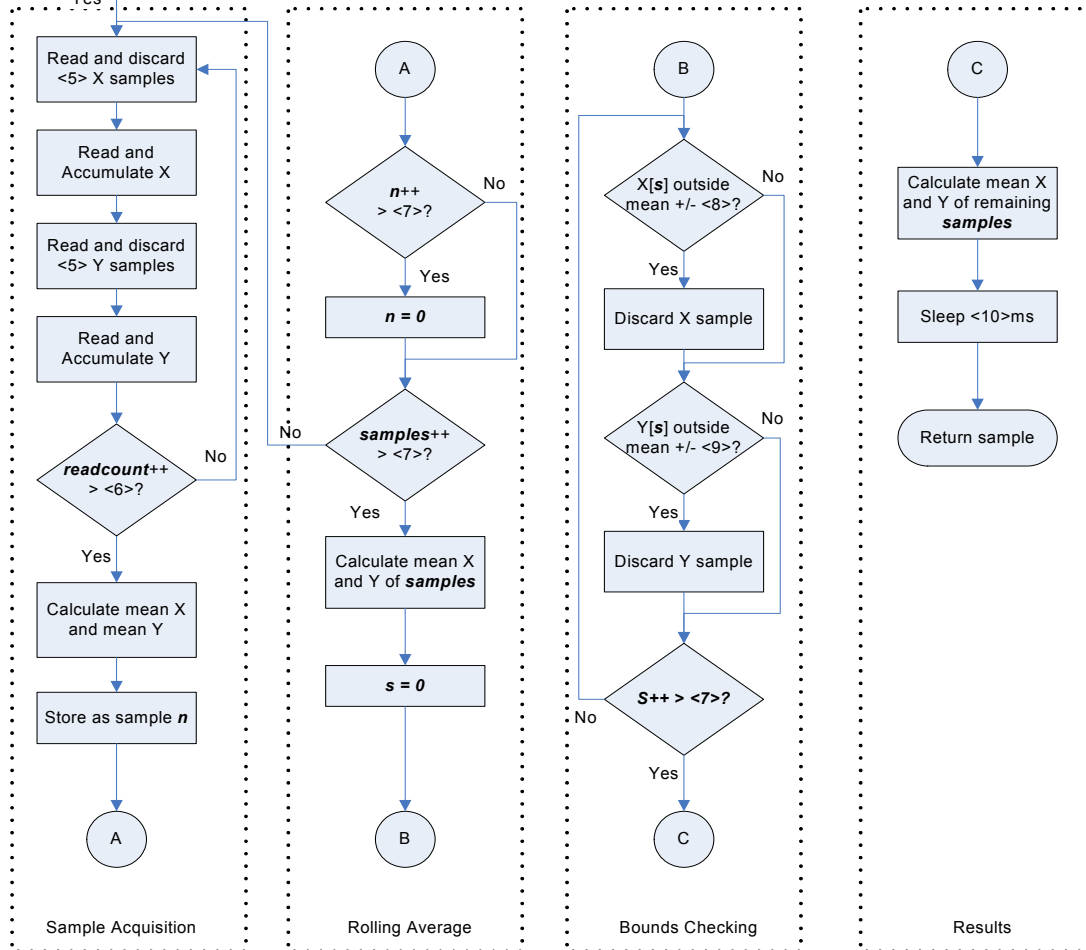 Yes
Read and discard
<5> X samples
Read and
Accumulate X
Read and discard
<5> Y samples
Read and
Accumulate Y
readcount++
> <6>?
No
Yes
Calculate mean X
and mean Y
Store as sample n
A
Sample Acquisition
A
n++
> <7>?
No
Yes
n = 0
samples++
> <7>?
No
Yes
Calculate mean X
and Y of samples
s = 0
B
Rolling Average
B
X[s] outside
mean +/- <8>?
No
Yes
Discard X sample
Y[s] outside
mean +/- <9>?
No
Yes
Discard Y sample
S++ > <7>?
No
Yes
C
Bounds Checking
C
Calculate mean X
and Y of remaining
samples
Sleep <10>ms
Return sample
Results